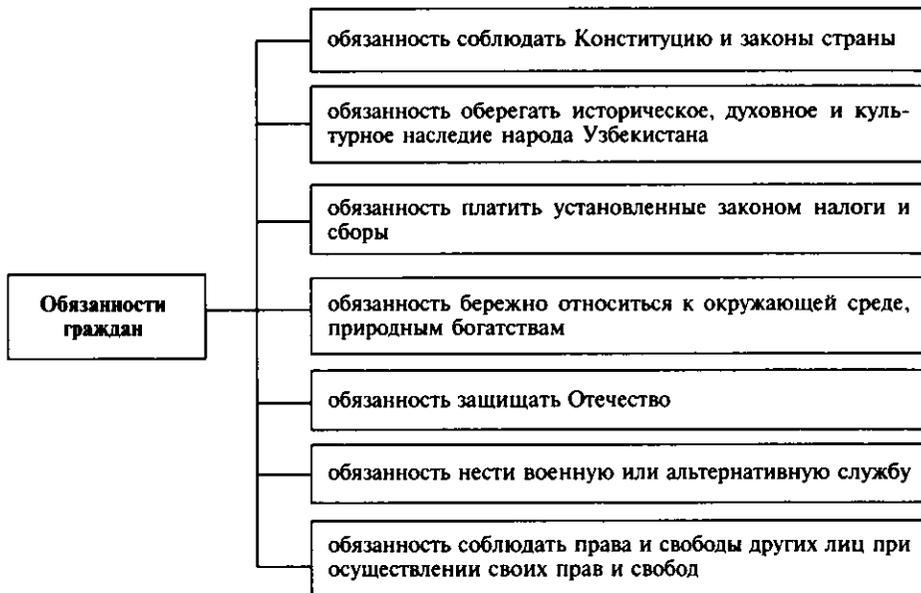 обязанность соблюдать Конституцию и законы страны
обязанность оберегать историческое, духовное и куль-
турное наследие народа Узбекистана
обязанность платить установленные законом налоги и
сборы
Обязанности
граждан
обязанность бережно относиться к окружающей среде,
природным богатствам
обязанность защищать Отечество
обязанность нести военную или альтернативную службу
обязанность соблюдать права и свободы других лиц при
осуществлении своих прав и свобод